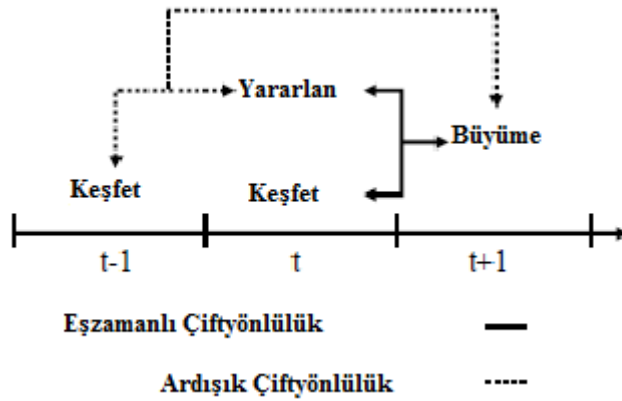 Yararlan
Büyüme
Keşfet
Keşfet
t-1
t
t+1
Eşzamanlı Çiftyönlülük
Ardışık Çiftyönlülük